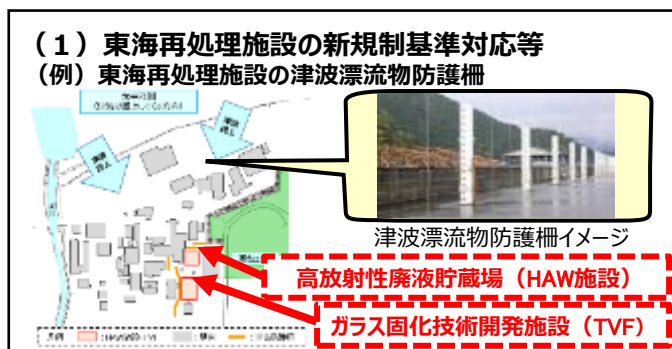 （１）東海再処理施設の新規制基準対応等
（例）東海再処理施設の津波漂流物防護柵
津波漂流物防護柵イメージ
高放射性廃液貯蔵場（HAW施設）
ガラス固化技術開発施設（TVF）